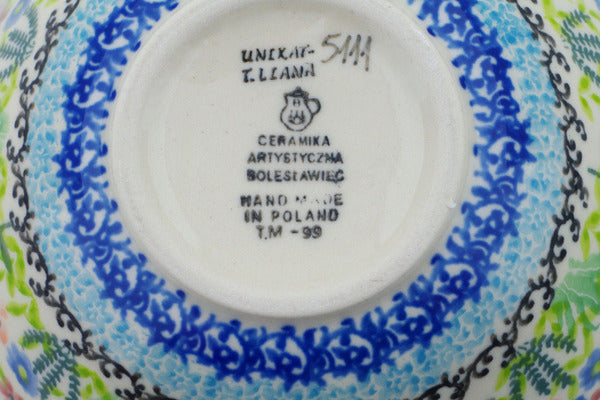 UNIKAT- 5111
T.LIANA
CERAMIKA
ARTYSTYCZNA
BOLESŁAWIEC
HAND MADE
IN POLAND
T.M -99